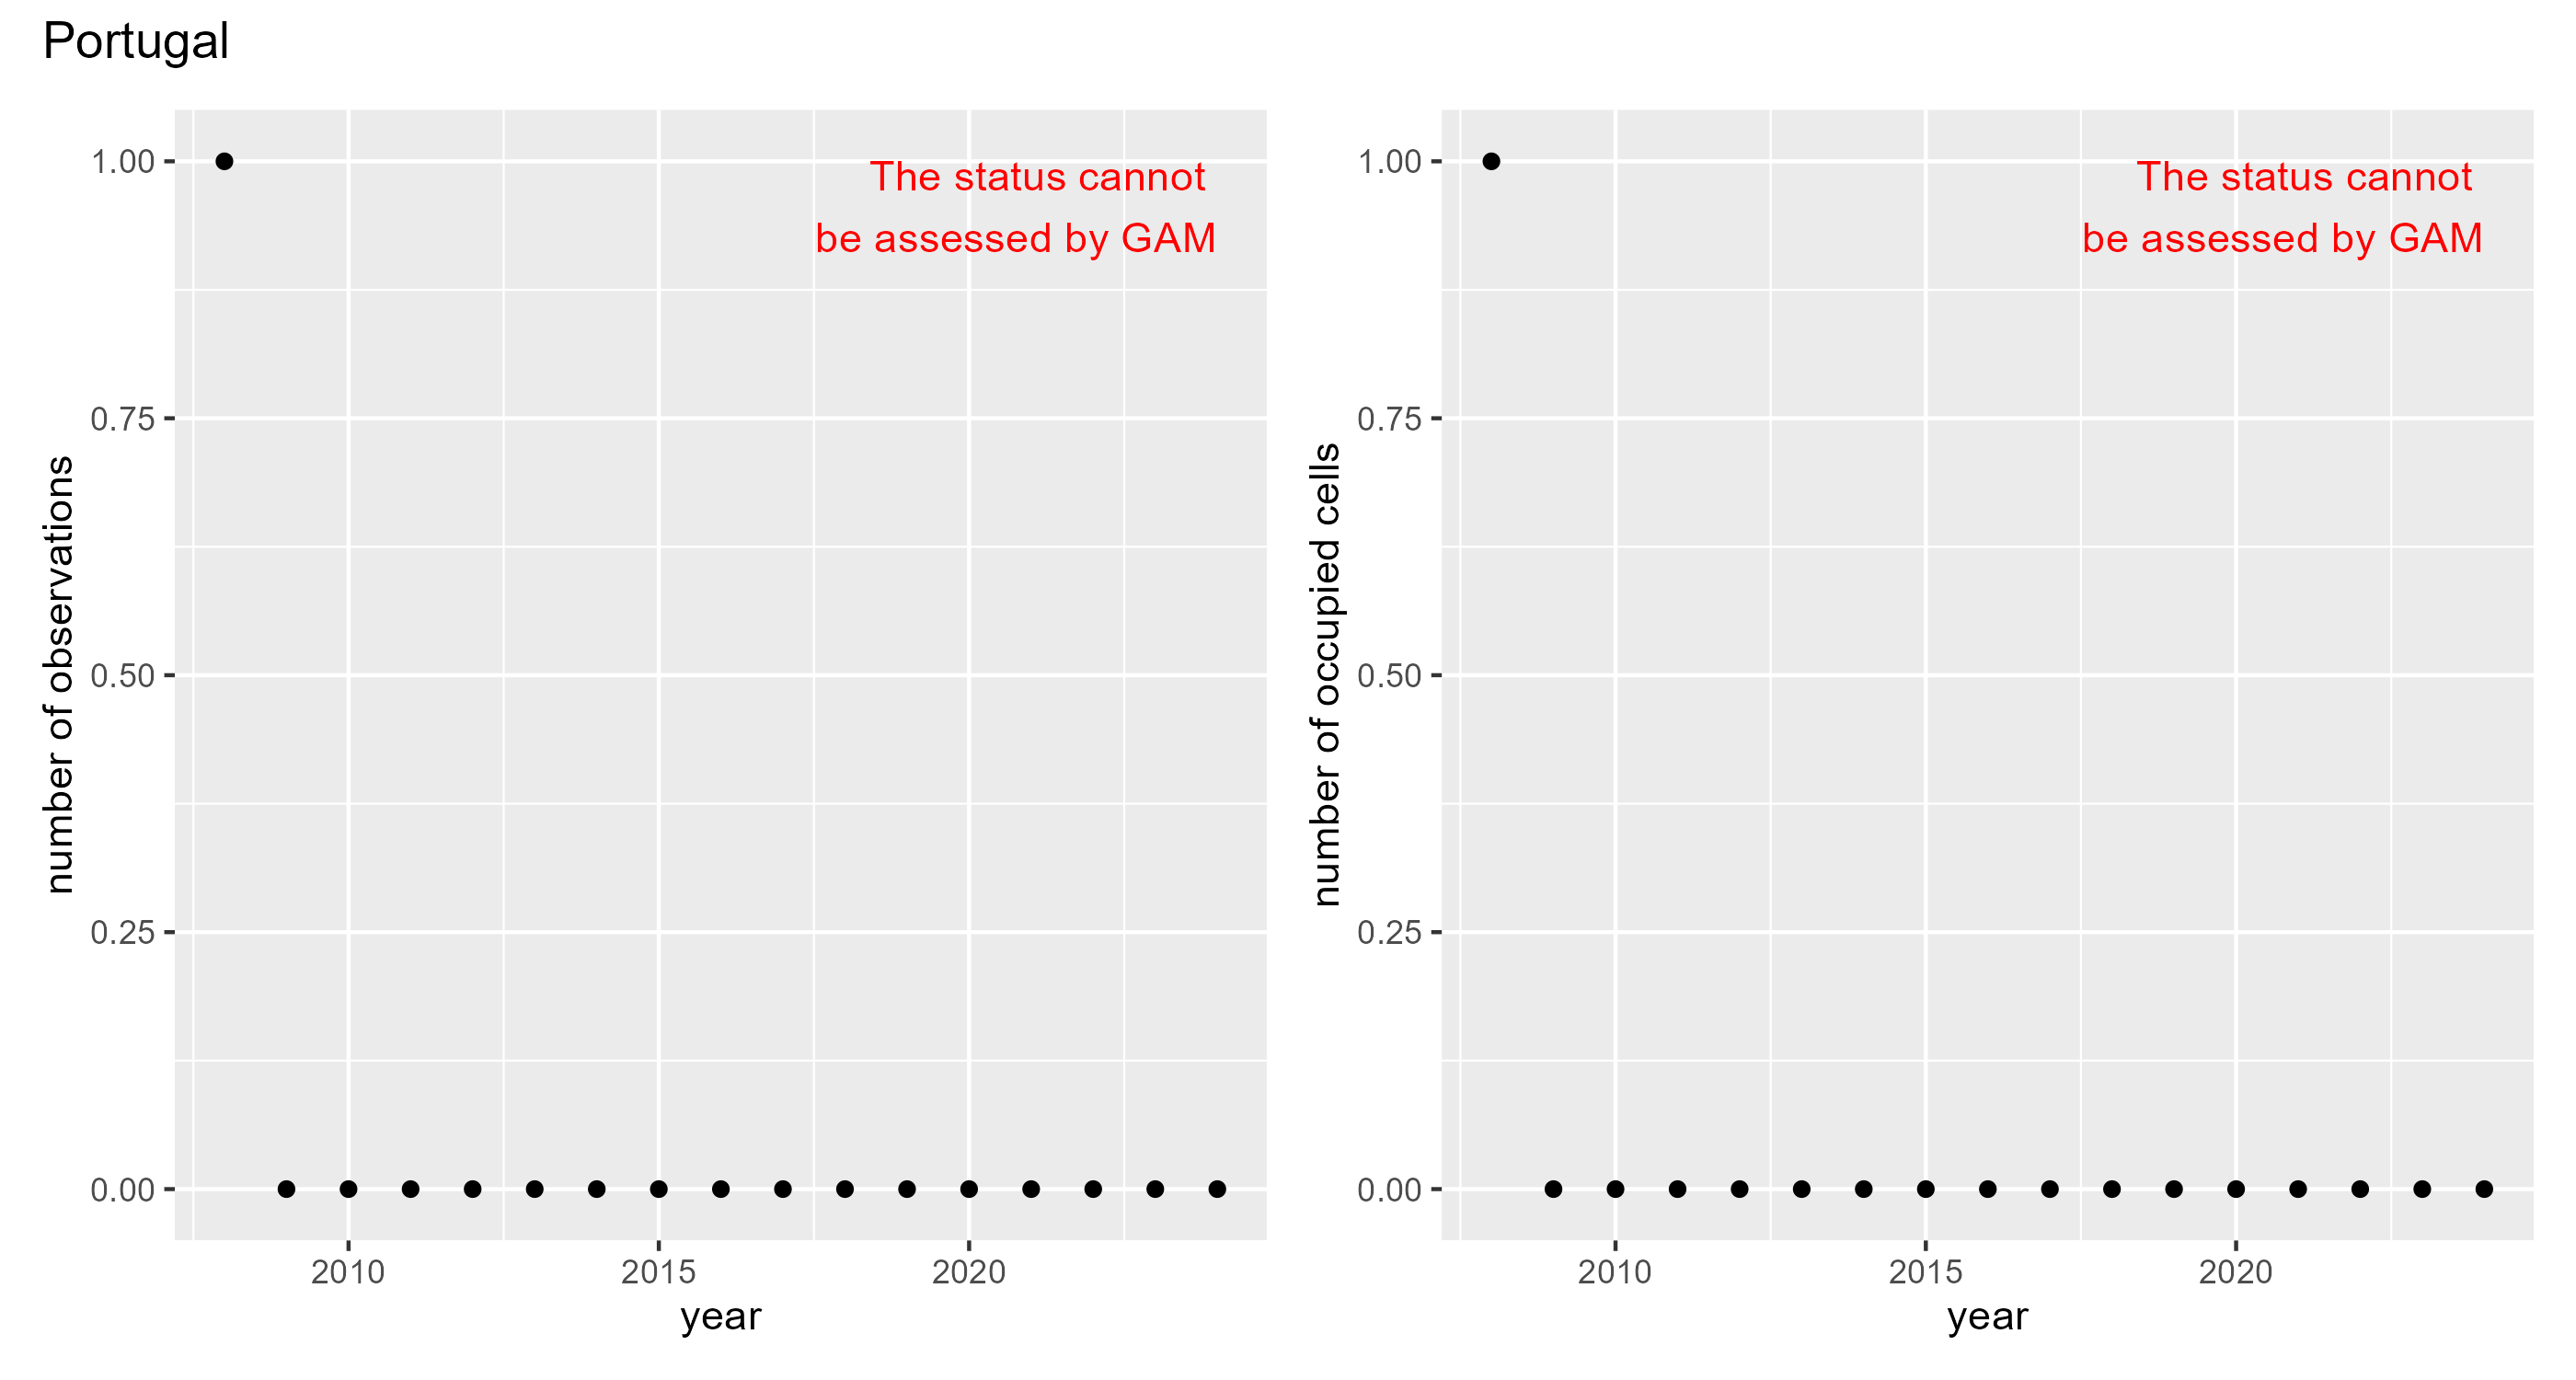 Portugal
number of observations
1.00
0.75
0.50
0.25
0.00
The status cannot
be assessed by GAM
2010 2015 2020
year
number of occupied cells
1.00
0.75
0.50
0.25
0.00
The status cannot
be assessed by GAM
2010 2015 2020
year